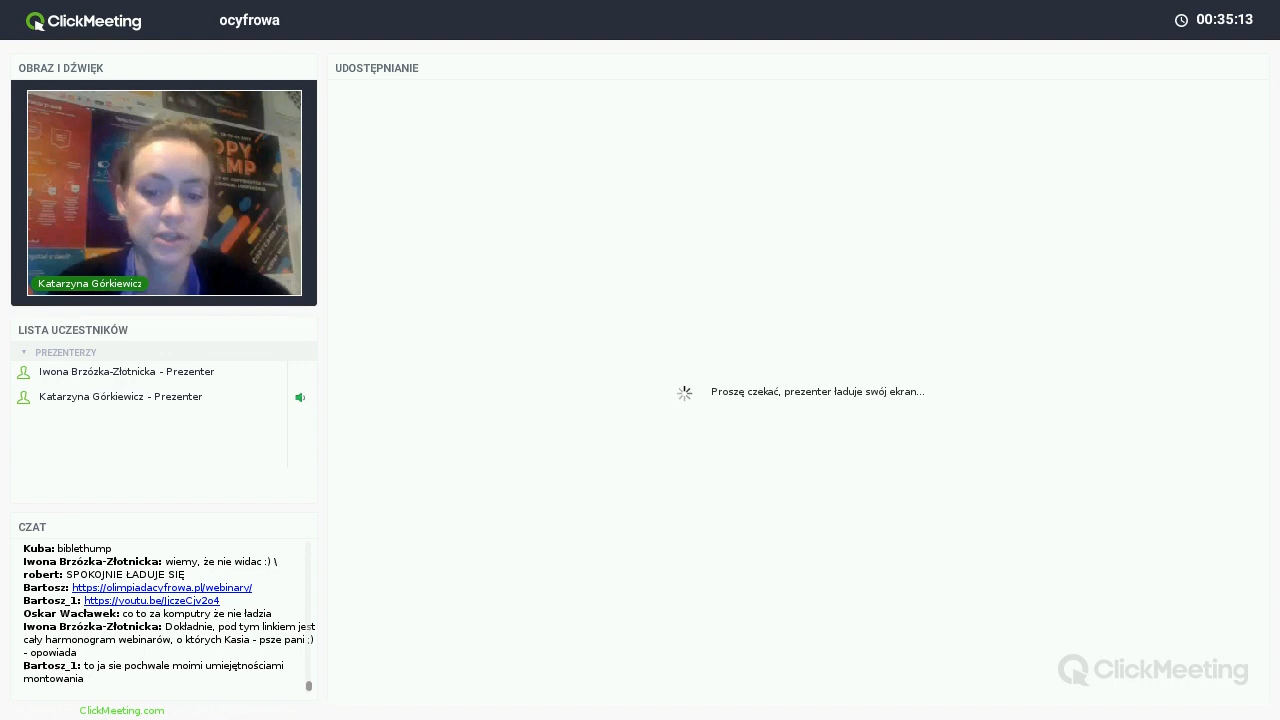 ClickMeeting
ocyfrowa
00:35:13
OBRAZ I DŹWIĘK
OPY
AMP
Katarzyna Górkiewicz
LISTA UCZESTNIKÓW
PREZENTERZY
Iwona Brzózka-Złotnicka - Prezenter
Katarzyna Górkiewicz - Prezenter
CZAT
Kuba: biblethump
Iwona Brzózka-Złotnicka: wiemy, że nie widac :) \
robert: SPOKOJNIE ŁADUJE SIĘ
Bartosz: https://olimpiadacyfrowa.pl/webinary/
Bartosz_1: https://youtu.be/JjczeCjv2o4
Oskar Wacławek: co to za komputry że nie ładzia
Iwona Brzózka-Złotnicka: Dokładnie, pod tym linkiem jest
cały harmonogram webinarów, o których Kasia - psze pani ;)
- opowiada
Bartosz_1: to ja sie pochwale moimi umiejętnościami
montowania
ClickMeeting.com
UDOSTĘPNIANIE
Proszę czekać, prezenter ładuje swój ekran...
ClickMeeting